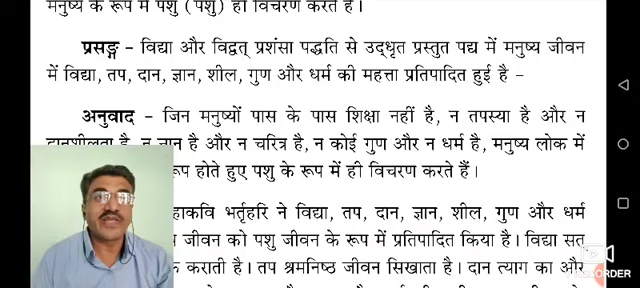 मनुष्य के रूप में पशु (पशु) ही विचरण करते हैं।
प्रसङ्ग – विद्या और विद्वत् प्रशंसा पद्धति से उद्धृत प्रस्तुत पद्य में मनुष्य जीवन
में विद्या, तप, दान, ज्ञान, शील, गुण और धर्म की महत्ता प्रतिपादित हुई है –
अनुवाद – जिन मनुष्यों पास के पास शिक्षा नहीं है, न तपस्या है और न
दानशीलता है, न ज्ञान है और न चरित्र है, न कोई गुण और न धर्म है, मनुष्य लोक में
रूप होते हुए पशु के रूप में ही विचरण करते हैं।
हाकवि भर्तृहरि ने विद्या, तप, दान, ज्ञान, शील, गुण और धर्म
जीवन को पशु जीवन के रूप में प्रतिपादित किया है। विद्या सत
कराती है। तप श्रमनिष्ठ जीवन सिखाता है। दान त्याग का और